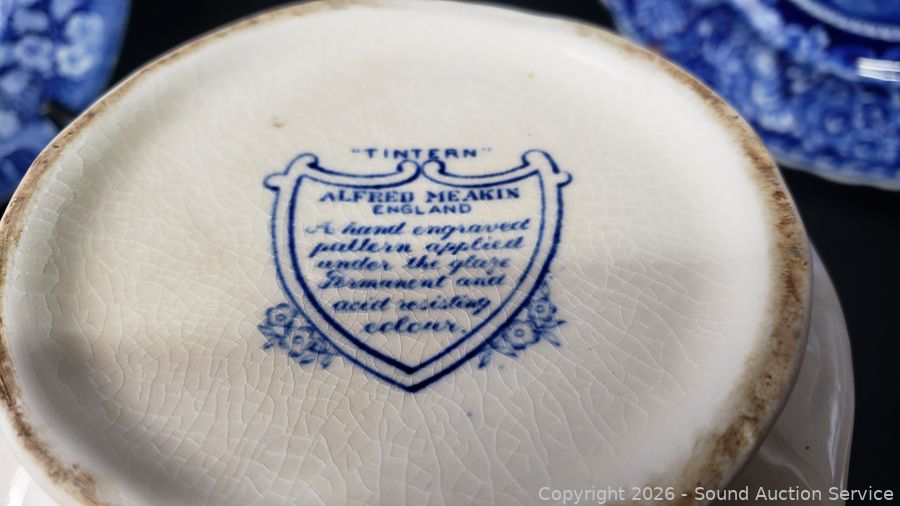 "TINTERN"
ALFRED MEAKIN
ENGLAND
A hand engraved
pattern applied
under the glaze
Permanent and
acid resisting
colour.
Copyright 2026 - Sound Auction Service